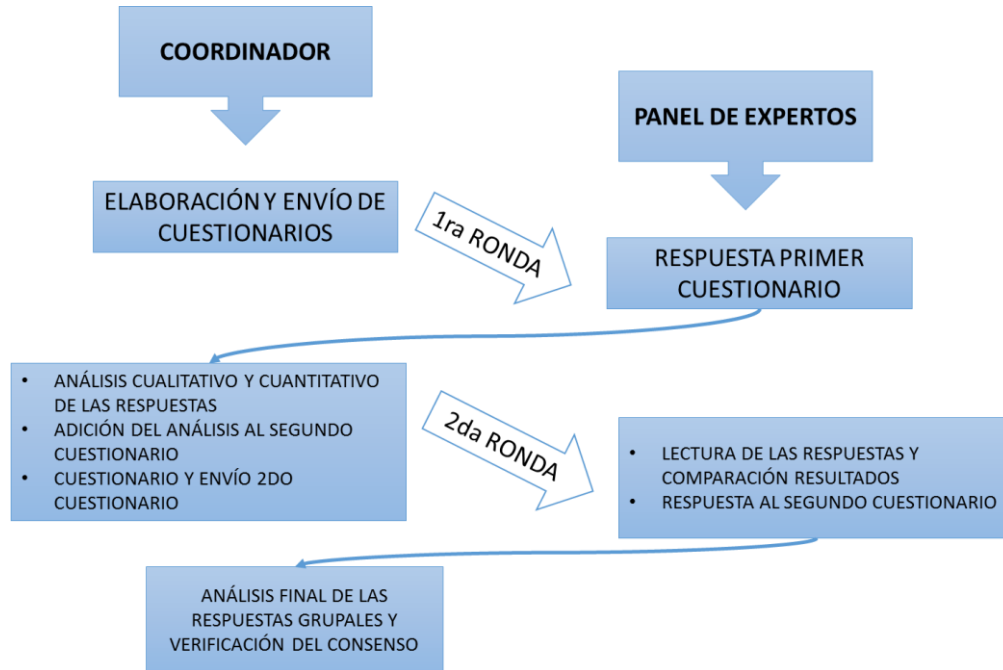 COORDINADOR
PANEL DE EXPERTOS
ELABORACIÓN Y ENVÍO DE
CUESTIONARIOS
1ra RONDA
RESPUESTA PRIMER
CUESTIONARIO
• ANÁLISIS CUALITATIVO Y CUANTITATIVO
DE LAS RESPUESTAS
• ADICIÓN DEL ANÁLISIS AL SEGUNDO
CUESTIONARIO
• CUESTIONARIO Y ENVÍO 2DO
CUESTIONARIO
2da RONDA
• LECTURA DE LAS RESPUESTAS Y
COMPARACIÓN RESULTADOS
• RESPUESTA AL SEGUNDO CUESTIONARIO
ANÁLISIS FINAL DE LAS
RESPUESTAS GRUPALES Y
VERIFICACIÓN DEL CONSENSO